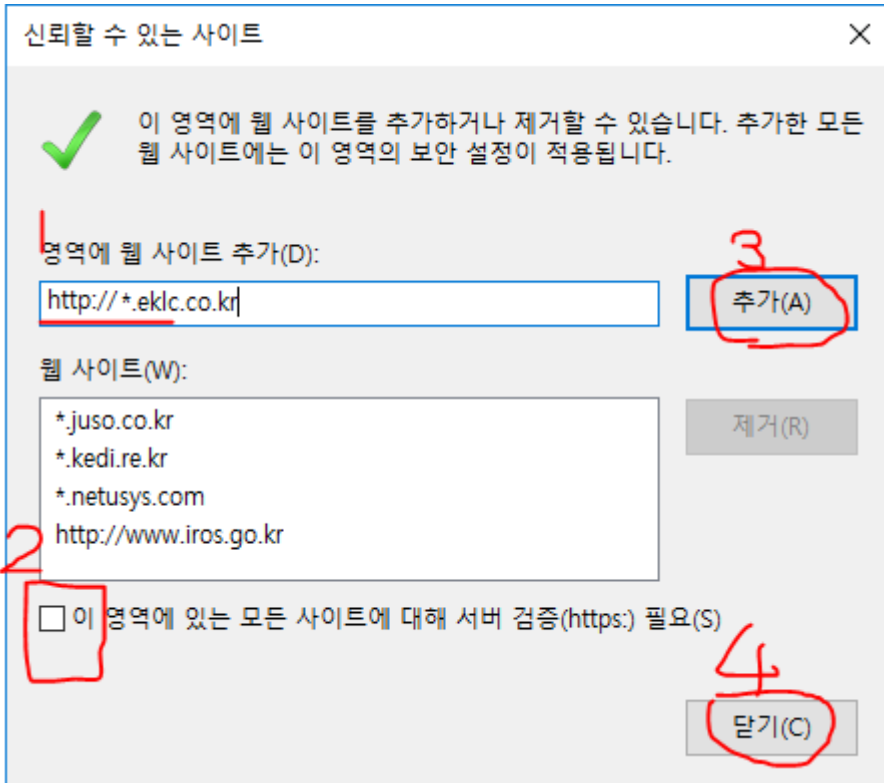 신뢰할 수 있는 사이트
이 영역에 웹 사이트를 추가하거나 제거할 수 있습니다. 추가한 모든
웹 사이트에는 이 영역의 보안 설정이 적용됩니다.
1
영역에 웹 사이트 추가(D):
3
http://*.eklc.co.kr
추가(A)
웹 사이트(W):
*.juso.co.kr
제거(R)
*.kedi.re.kr
*.netusys.com
http://www.iros.go.kr
2
이 영역에 있는 모든 사이트에 대해 서버 검증(https:) 필요(S)
4
닫기(C)